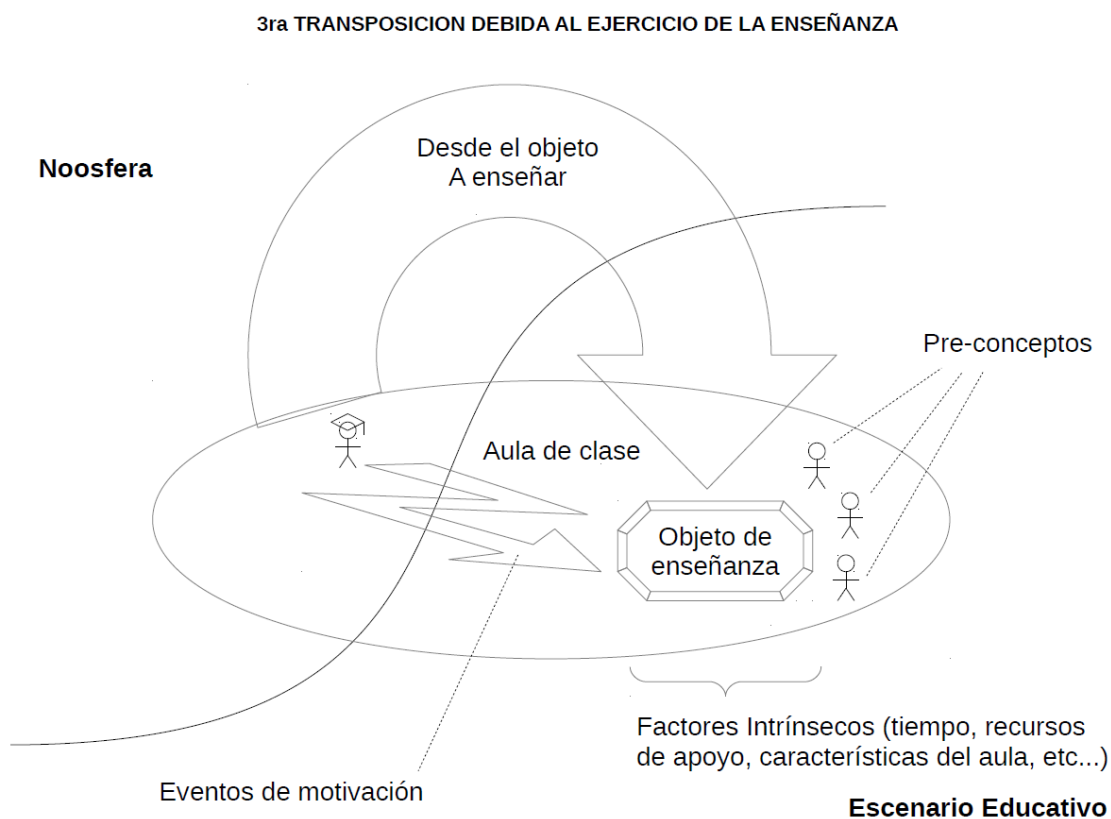 3ra TRANSPOSICION DEBIDA AL EJERCICIO DE LA ENSEÑANZA
Desde el objeto
A enseñar
Noosfera
Pre-conceptos
Aula de clase
Objeto de
enseñanza
Factores Intrínsecos (tiempo, recursos
de apoyo, características del aula, etc...)
Eventos de motivación
Escenario Educativo